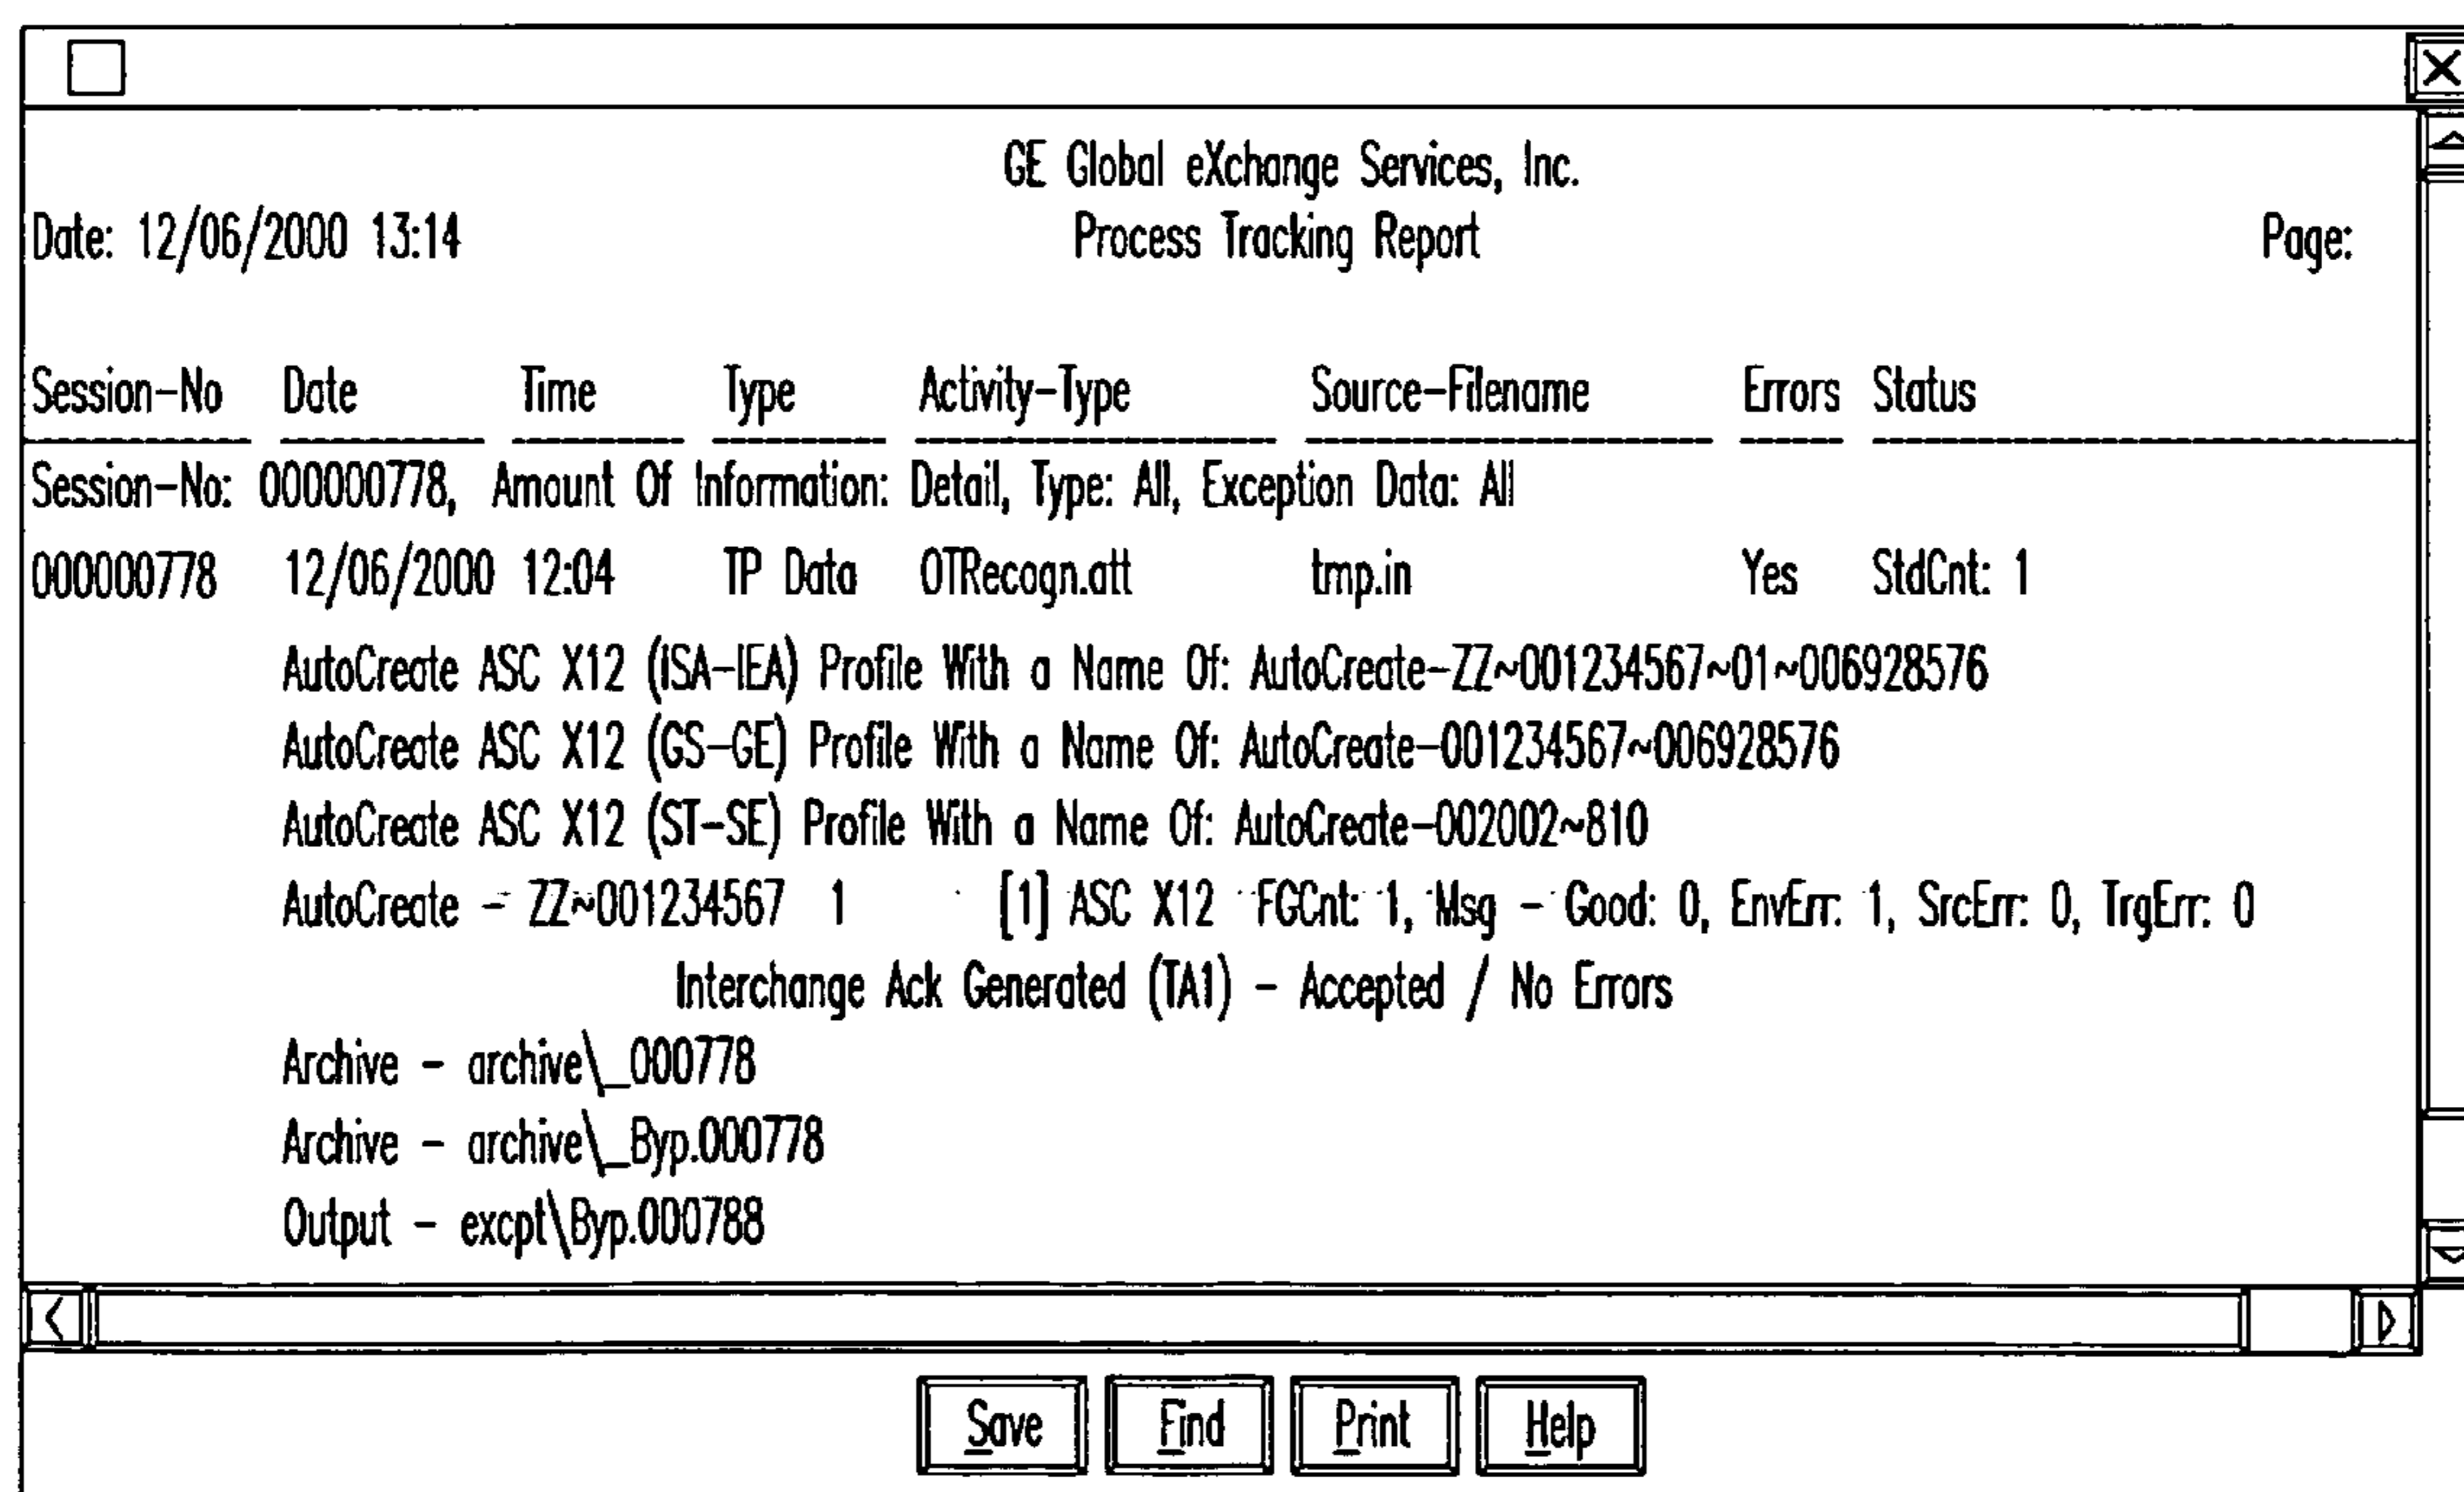 GE Global eXchange Services, Inc.
Date: 12/06/2000 13:14 Process Tracking Report Page:
Session-No Date Time Type Activity-Type Source-Filename Errors Status
Session-No: 000000778, Amount Of Information: Detail, Type: All, Exception Data: All
000000778 12/06/2000 12:04 TP Data OTRecogn.att tmp.in Yes StdCnt: 1
AutoCreate ASC X12 (ISA-IEA) Profile With a Name Of: AutoCreate-ZZ~001234567~01~006928576
AutoCreate ASC X12 (GS-GE) Profile With a Name Of: AutoCreate-001234567~006928576
AutoCreate ASC X12 (ST-SE) Profile With a Name Of: AutoCreate-002002~810
AutoCreate - ZZ~001234567 1 [1] ASC X12 FGCnt: 1, Msg - Good: 0, EnvErr: 1, SrcErr: 0, TrgErr: 0
Interchange Ack Generated (TA1) - Accepted / No Errors
Archive - archive\_000778
Archive - archive\_Byp.000778
Output - excpt\Byp.000788
Save Find Print Help